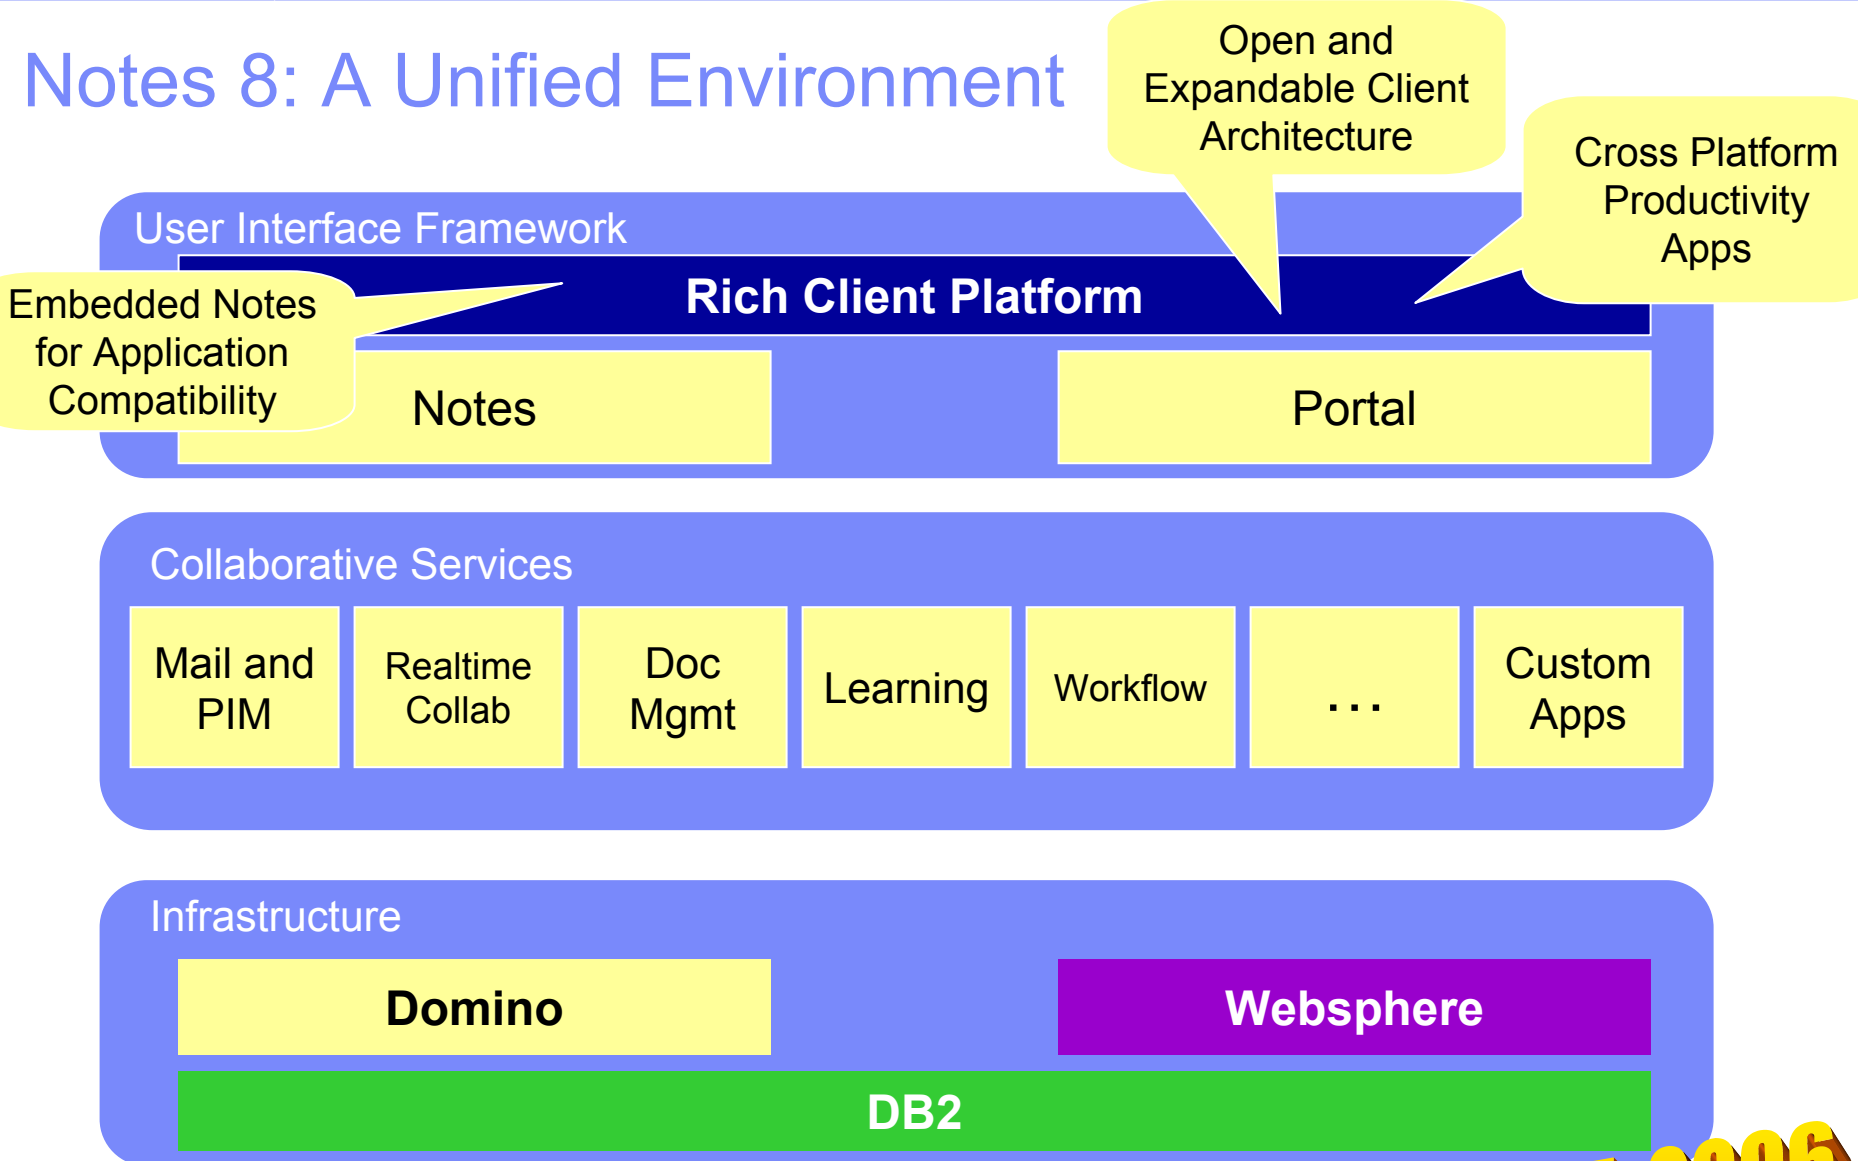 Notes 8: A Unified Environment
Open and
Expandable Client
Architecture
Cross Platform
Productivity
Apps
User Interface Framework
Rich Client Platform
Embedded Notes
for Application
Compatibility
Notes
Portal
Collaborative Services
Mail and
PIM
Realtime
Collab
Doc
Mgmt
Learning
Workflow
...
Custom
Apps
Infrastructure
Domino
Websphere
DB2